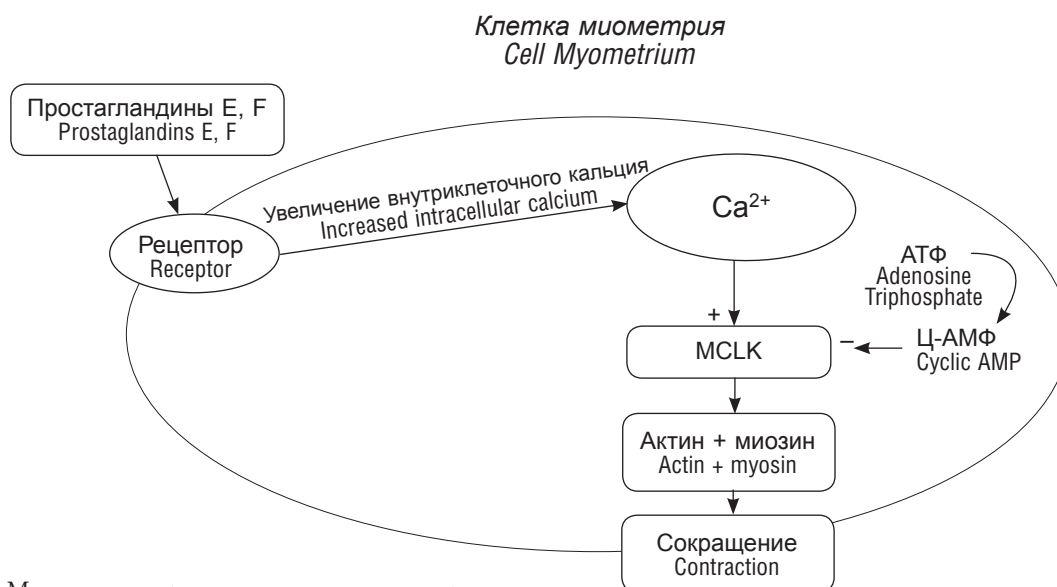 Клетка миометрия
Cell Myometrium
Простагландины E, F
Prostaglandins E, F
Увеличение внутриклеточного кальция
Increased intracellular calcium
Рецептор
Receptor
Ca²⁺
АТФ
Adenosine
Triphosphate
+
MCLK
–
Ц-АМФ
Cyclic AMP
Актин + миозин
Actin + myosin
Сокращение
Contraction
М